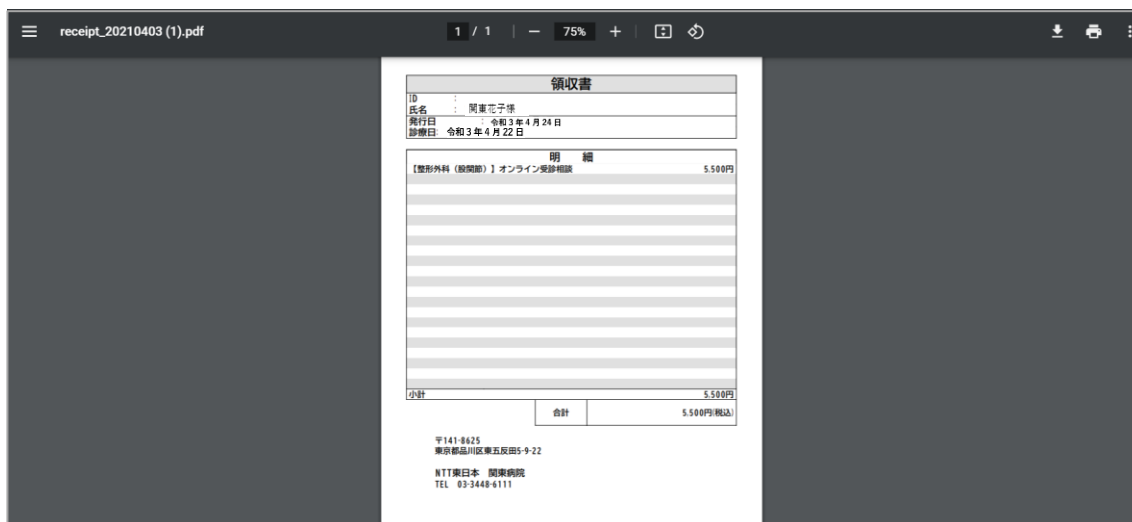 receipt_20210403 (1).pdf
1 / 1
75%
領収書
ID :
氏名 : 関東花子様
発行日 : 令和3年4月24日
診療日: 令和3年4月22日
明 細
【整形外科（股関節）】オンライン受診相談 5,500円
小計 5,500円
合計 5,500円(税込)
〒141-8625
東京都品川区東五反田5-9-22
NTT東日本 関東病院
TEL 03-3448-6111